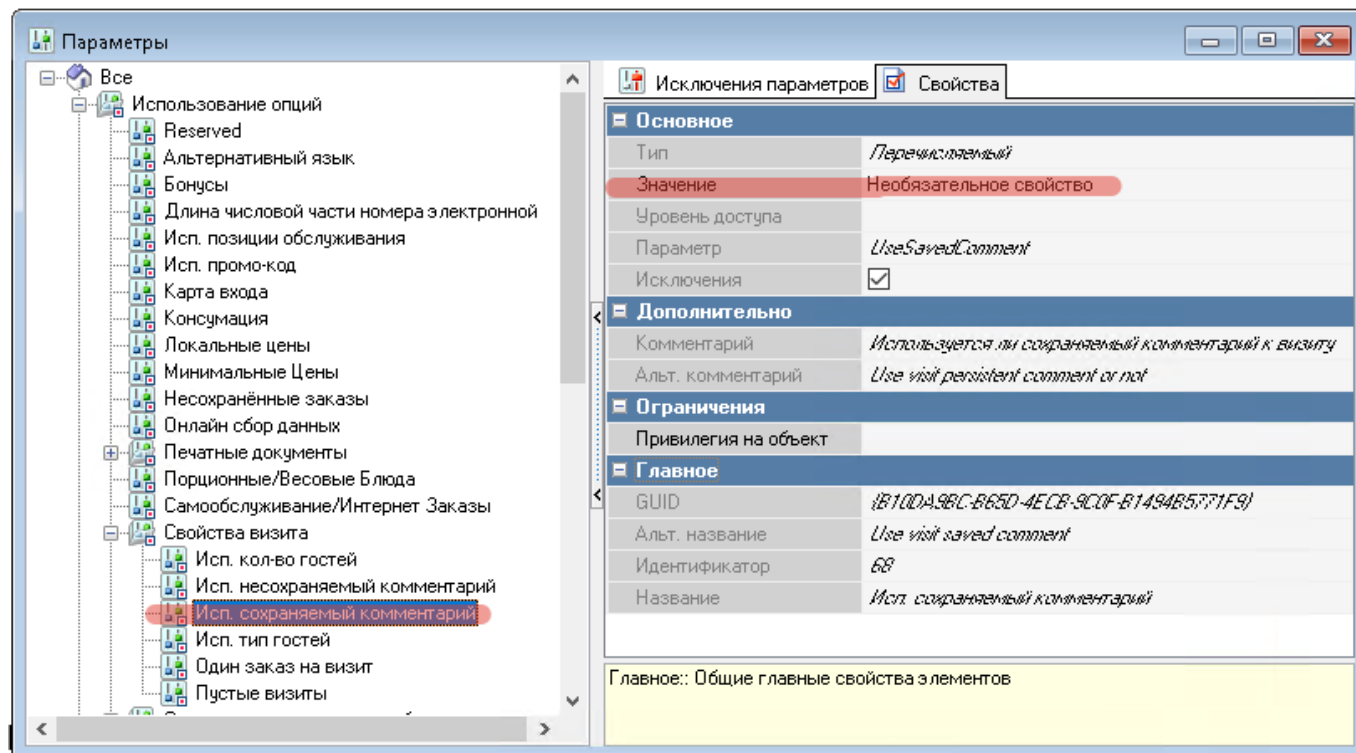 Параметры
Все
Использование опций
Reserved
Альтернативный язык
Бонусы
Длина числовой части номера электронной
Исп. позиции обслуживания
Исп. промо-код
Карта входа
Консумация
Локальные цены
Минимальные Цены
Несохранённые заказы
Онлайн сбор данных
Печатные документы
Порционные/Весовые Блюда
Самообслуживание/Интернет Заказы
Свойства визита
Исп. кол-во гостей
Исп. несохраняемый комментарий
Исп. сохраняемый комментарий
Исп. тип гостей
Один заказ на визит
Пустые визиты
Исключения параметров Свойства
Основное
Тип Перечисляемый
Значение Необязательное свойство
Уровень доступа
Параметр UseSavedComment
Исключения
Дополнительно
Комментарий Используется ли сохраняемый комментарий к визиту
Альт. комментарий Use visit persistent comment or not
Ограничения
Привилегия на объект
Главное
GUID {B10DA9BC-B65D-4ECB-9C0F-B1494B5771F9}
Альт. название Use visit saved comment
Идентификатор 68
Название Исп. сохраняемый комментарий
Главное:: Общие главные свойства элементов